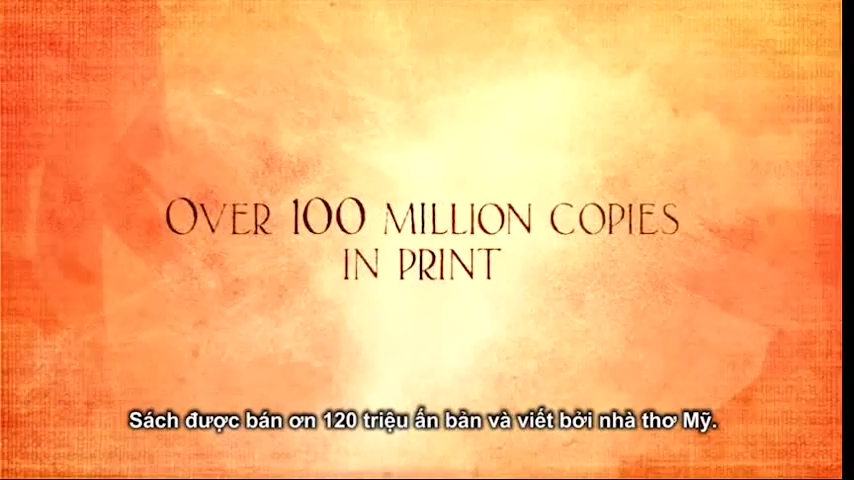 OVER 100 MILLION COPIES
IN PRINT
Sách được bán ơn 120 triệu ấn bản và viết bởi nhà thơ Mỹ.